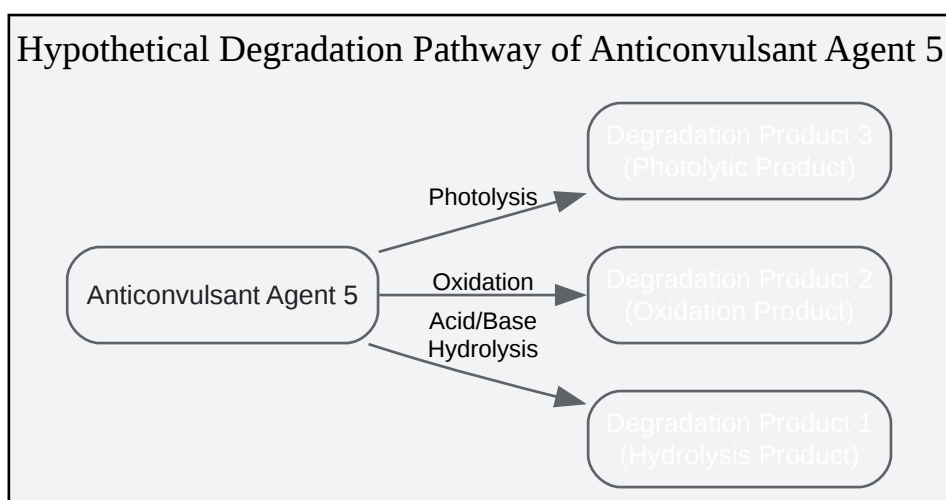 Hypothetical Degradation Pathway of Anticonvulsant Agent 5
Degradation Product 3
(Photolytic Product)
Photolysis
Anticonvulsant Agent 5
Oxidation
Degradation Product 2
(Oxidation Product)
Acid/Base
Hydrolysis
Degradation Product 1
(Hydrolysis Product)